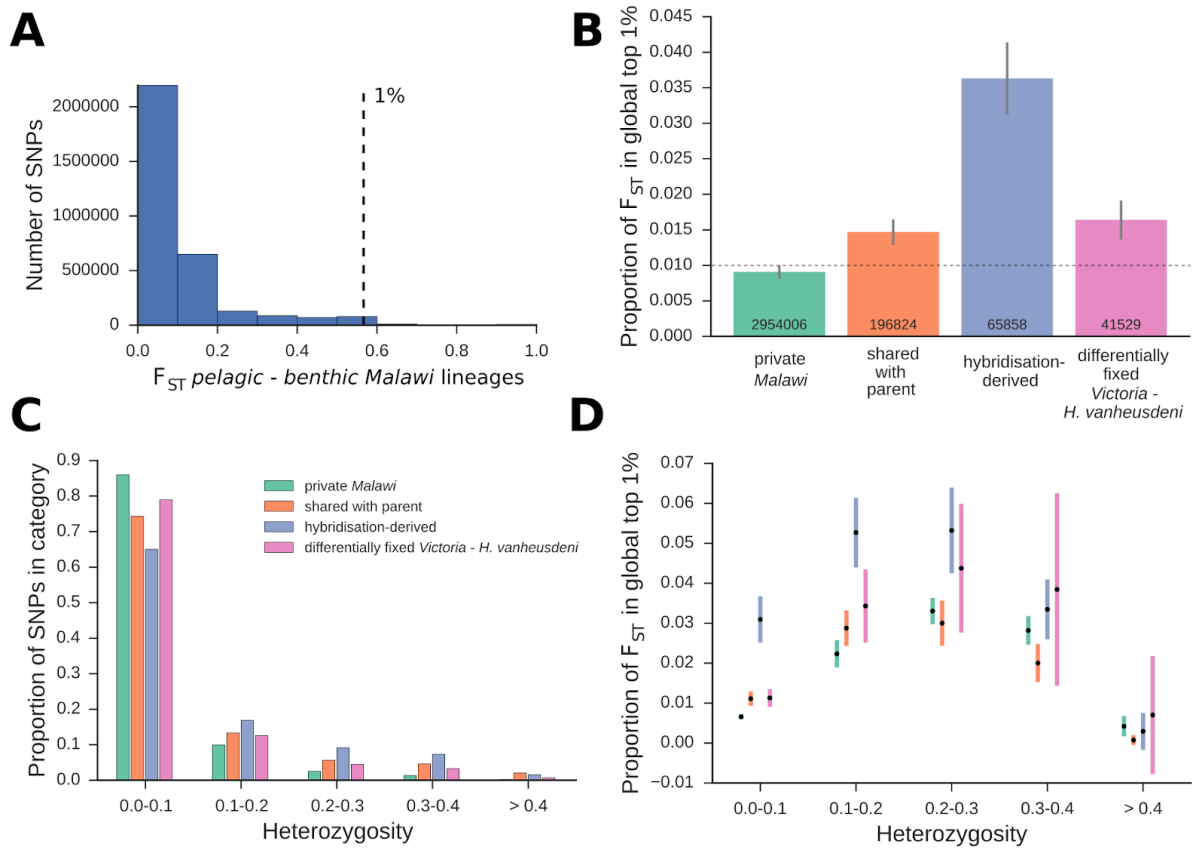 A
Number of SNPs
2000000
1500000
1000000
500000
0
1%
0.0
0.2
0.4
0.6
0.8
1.0
F_ST pelagic - benthic Malawi lineages
B
Proportion of F_ST in global top 1%
0.045
0.040
0.035
0.030
0.025
0.020
0.015
0.010
0.005
0.000
2954006
196824
65858
41529
private
Malawi
shared
with
parent
hybridisation-
derived
differentially
fixed
Victoria -
H. vanheusdeni
C
Proportion of SNPs in category
0.9
0.8
0.7
0.6
0.5
0.4
0.3
0.2
0.1
0.0
private Malawi
shared with parent
hybridisation-derived
differentially fixed Victoria - H. vanheusdeni
0.0-0.1
0.1-0.2
0.2-0.3
0.3-0.4
> 0.4
Heterozygosity
D
Proportion of F_ST in global top 1%
0.07
0.06
0.05
0.04
0.03
0.02
0.01
0.00
−0.01
0.0-0.1
0.1-0.2
0.2-0.3
0.3-0.4
> 0.4
Heterozygosity